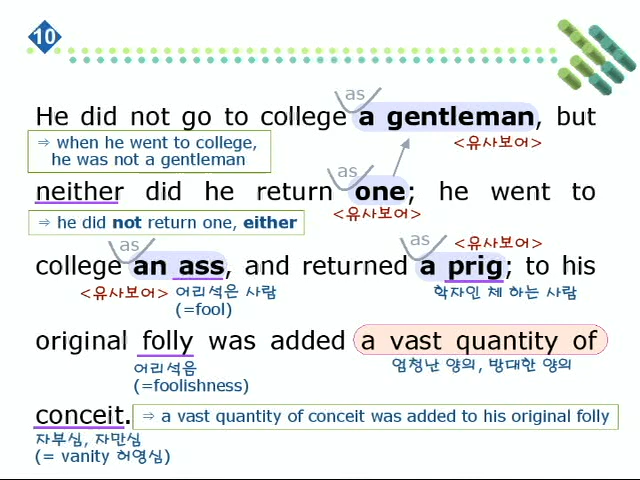 10
as
He did not go to college a gentleman, but
⇒ when he went to college,
he was not a gentleman
<유사보어>
as
neither did he return one; he went to
<유사보어>
⇒ he did not return one, either
as
as
<유사보어>
college an ass, and returned a prig; to his
<유사보어> 어리석은 사람
(=fool)
학자인 체 하는 사람
original folly was added a vast quantity of
어리석음
(=foolishness)
엄청난 양의, 방대한 양의
conceit. ⇒ a vast quantity of conceit was added to his original folly
자부심, 자만심
(= vanity 허영심)